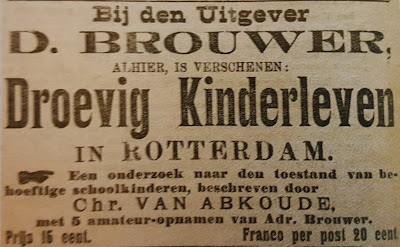 Bij den Uitgever
D. BROUWER,
ALHIER, IS VERSCHENEN:
Droevig Kinderleven
IN ROTTERDAM.
Een onderzoek naar den toestand van be-
hoeftige schoolkinderen, beschreven door
Chr. VAN ABKOUDE,
met 5 amateur-opnamen van Adr. Brouwer.
Prijs 15 cent. Franco per post 20 cent.